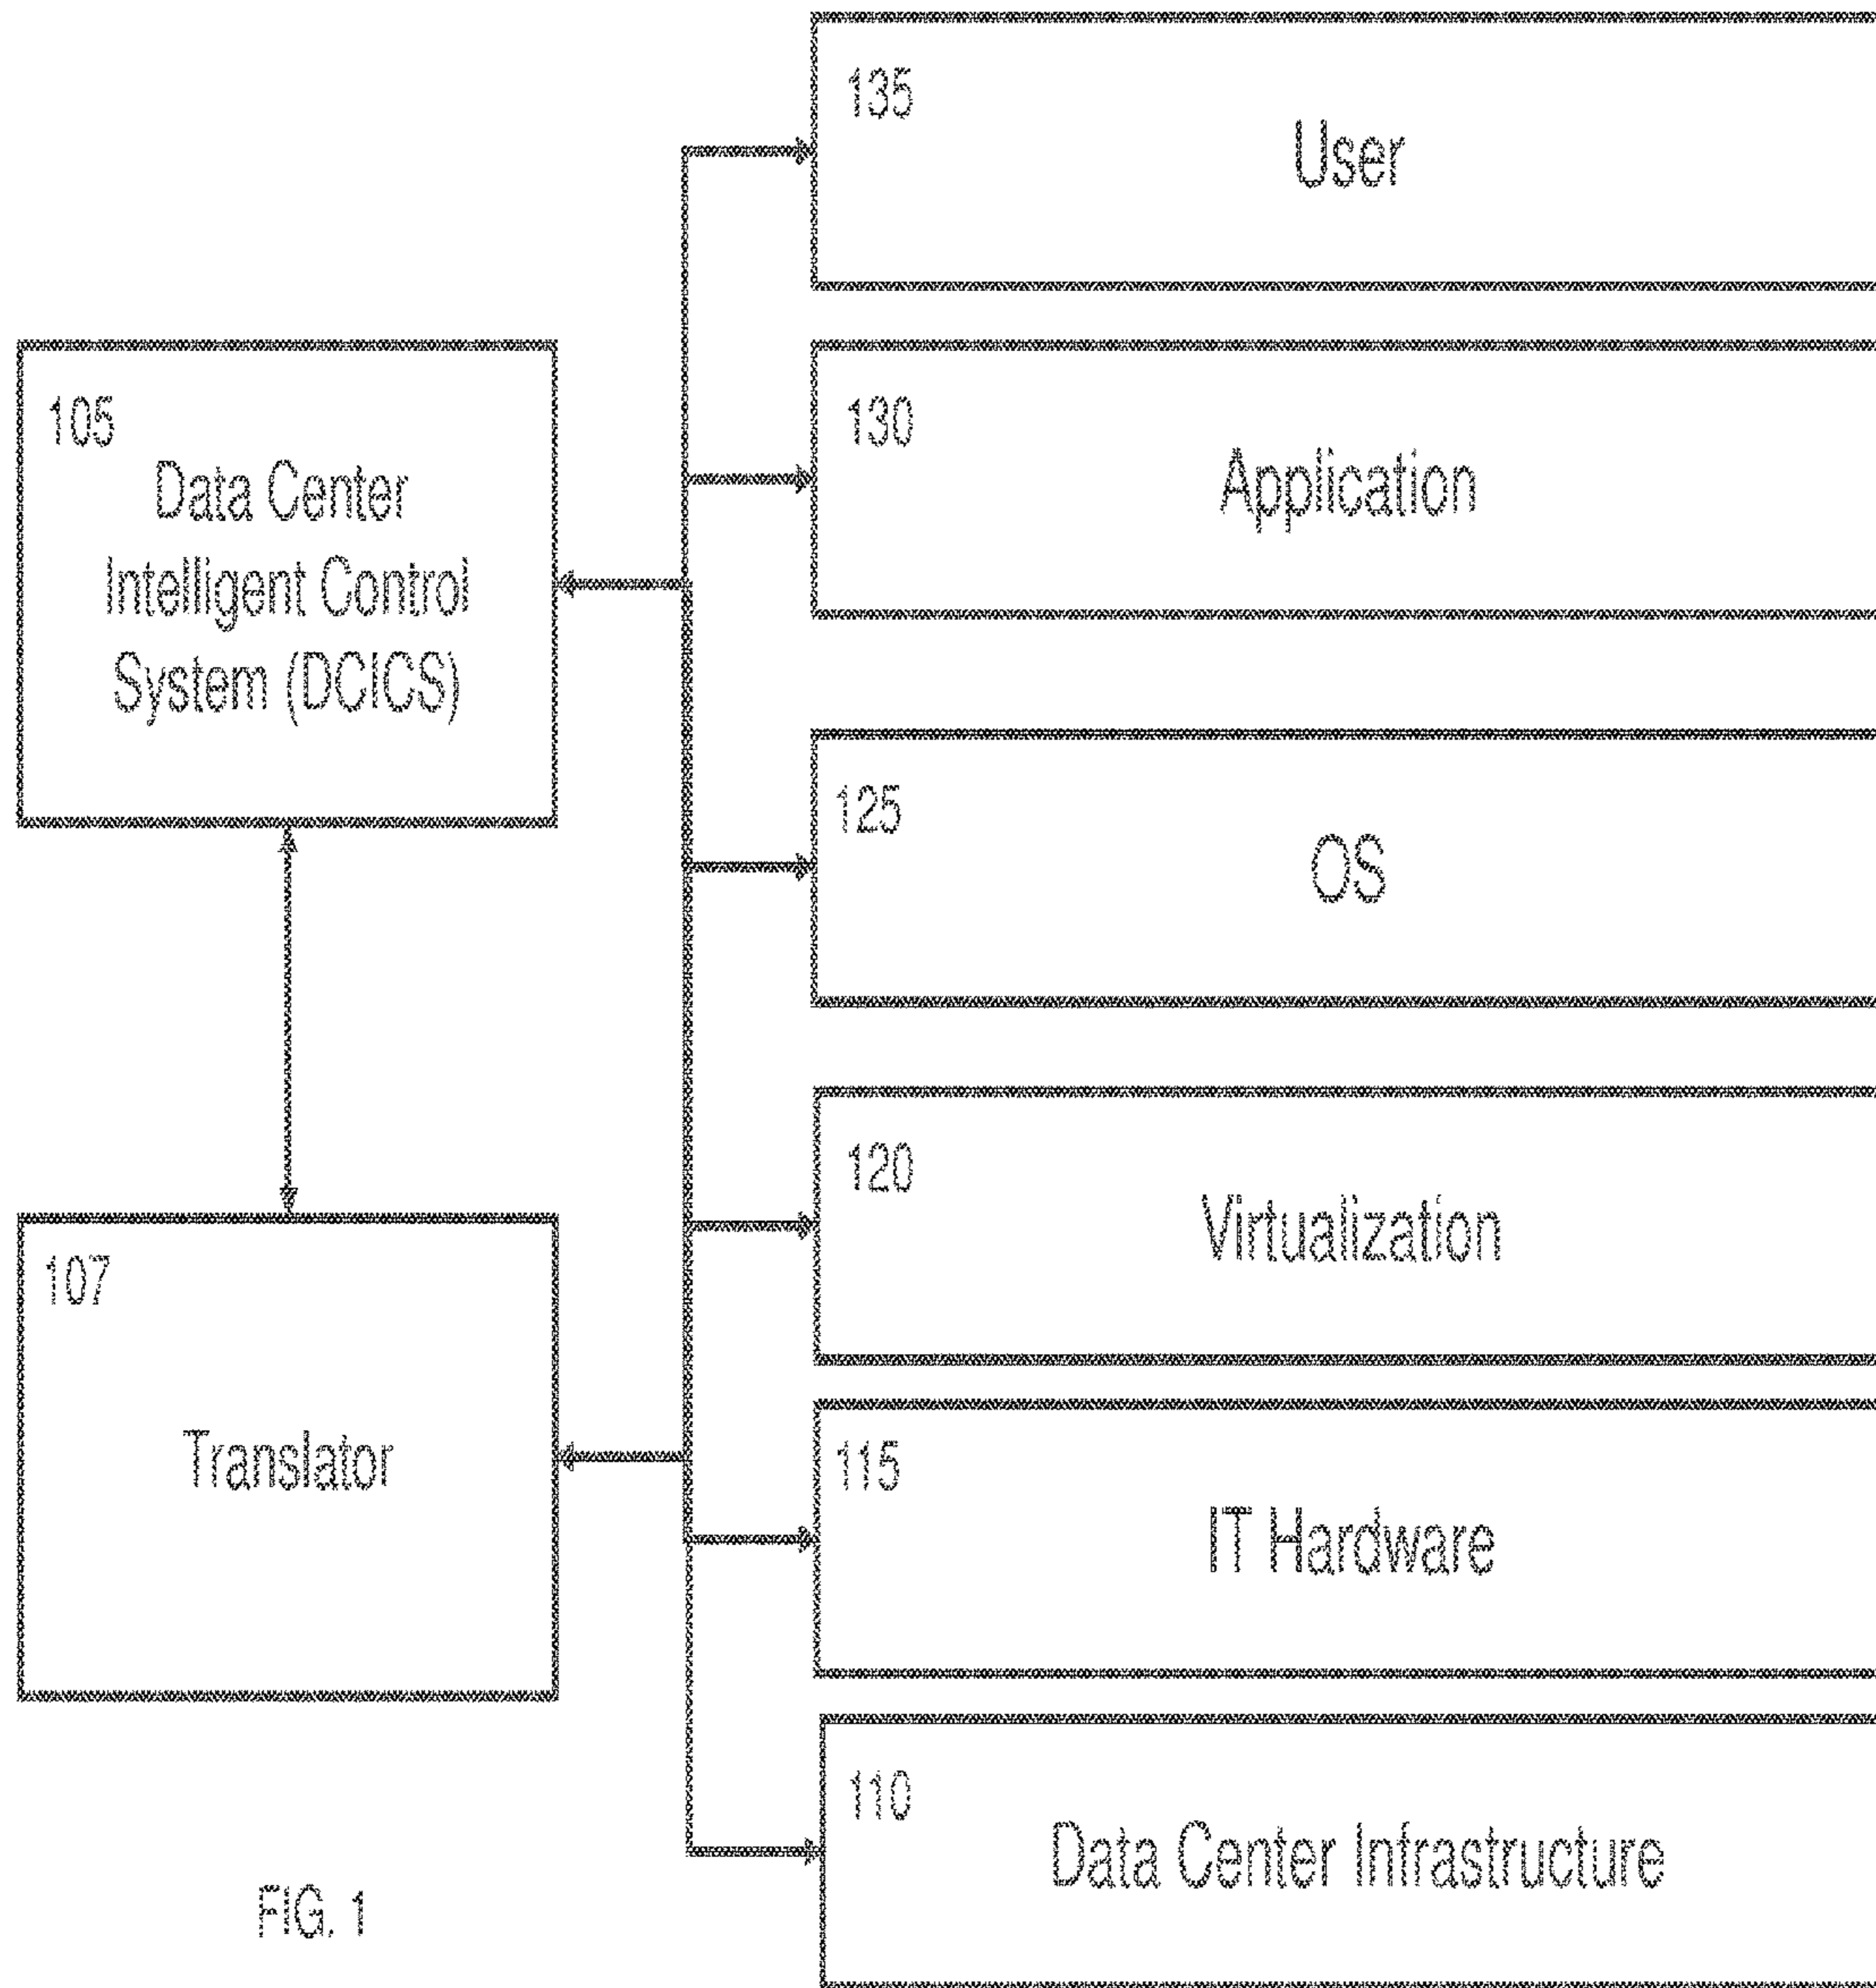 135
User
105
Data Center
Intelligent Control
System (DCICS)
130
Application
125
OS
120
Virtualization
107
Translator
115
IT Hardware
110
Data Center Infrastructure
FIG. 1